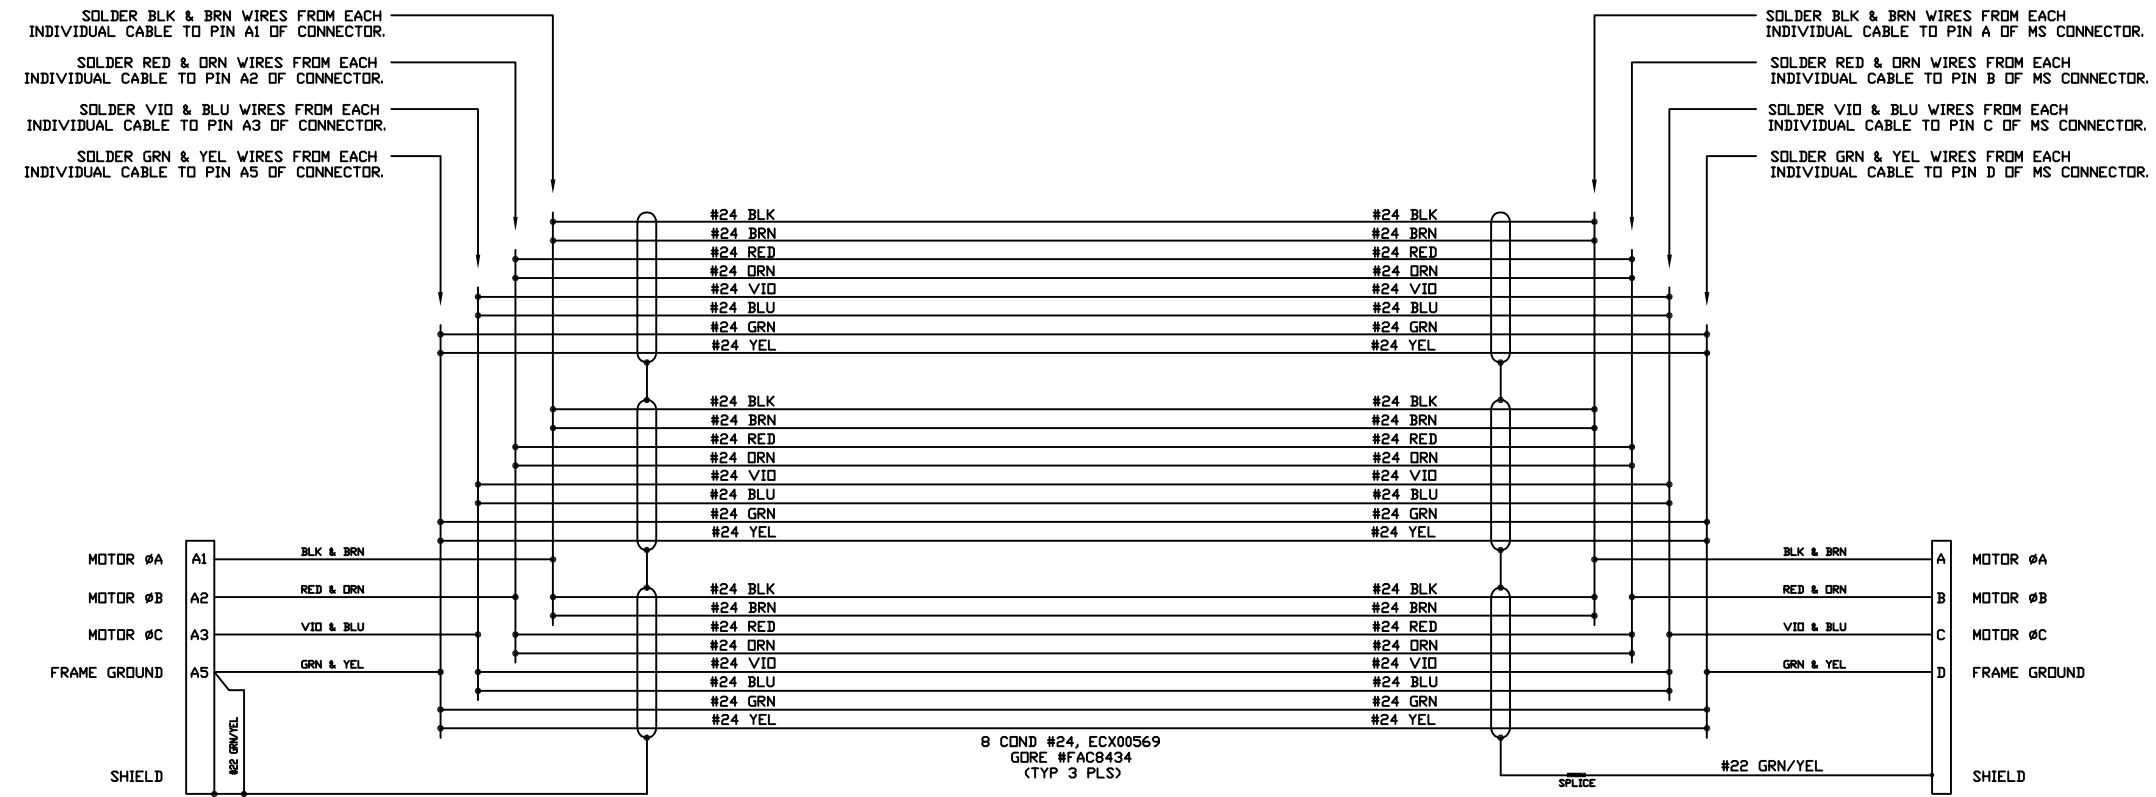 SOLDER BLK & BRN WIRES FROM EACH
INDIVIDUAL CABLE TO PIN A1 OF CONNECTOR.
SOLDER RED & ORN WIRES FROM EACH
INDIVIDUAL CABLE TO PIN A2 OF CONNECTOR.
SOLDER VIO & BLU WIRES FROM EACH
INDIVIDUAL CABLE TO PIN A3 OF CONNECTOR.
SOLDER GRN & YEL WIRES FROM EACH
INDIVIDUAL CABLE TO PIN A5 OF CONNECTOR.
SOLDER BLK & BRN WIRES FROM EACH
INDIVIDUAL CABLE TO PIN A OF MS CONNECTOR.
SOLDER RED & ORN WIRES FROM EACH
INDIVIDUAL CABLE TO PIN B OF MS CONNECTOR.
SOLDER VIO & BLU WIRES FROM EACH
INDIVIDUAL CABLE TO PIN C OF MS CONNECTOR.
SOLDER GRN & YEL WIRES FROM EACH
INDIVIDUAL CABLE TO PIN D OF MS CONNECTOR.
#24 BLK #24 BLK
#24 BRN #24 BRN
#24 RED #24 RED
#24 ORN #24 ORN
#24 VIO #24 VIO
#24 BLU #24 BLU
#24 GRN #24 GRN
#24 YEL #24 YEL
#24 BLK #24 BLK
#24 BRN #24 BRN
#24 RED #24 RED
#24 ORN #24 ORN
#24 VIO #24 VIO
#24 BLU #24 BLU
#24 GRN #24 GRN
#24 YEL #24 YEL
#24 BLK #24 BLK
#24 BRN #24 BRN
#24 RED #24 RED
#24 ORN #24 ORN
#24 VIO #24 VIO
#24 BLU #24 BLU
#24 GRN #24 GRN
#24 YEL #24 YEL
MOTOR ØA A1 BLK & BRN
MOTOR ØB A2 RED & ORN
MOTOR ØC A3 VIO & BLU
FRAME GROUND A5 GRN & YEL
#22 GRN/YEL
SHIELD
8 COND #24, ECX00569
GORE #FAC8434
(TYP 3 PLS)
BLK & BRN A MOTOR ØA
RED & ORN B MOTOR ØB
VIO & BLU C MOTOR ØC
GRN & YEL D FRAME GROUND
SPLICE
#22 GRN/YEL
SHIELD